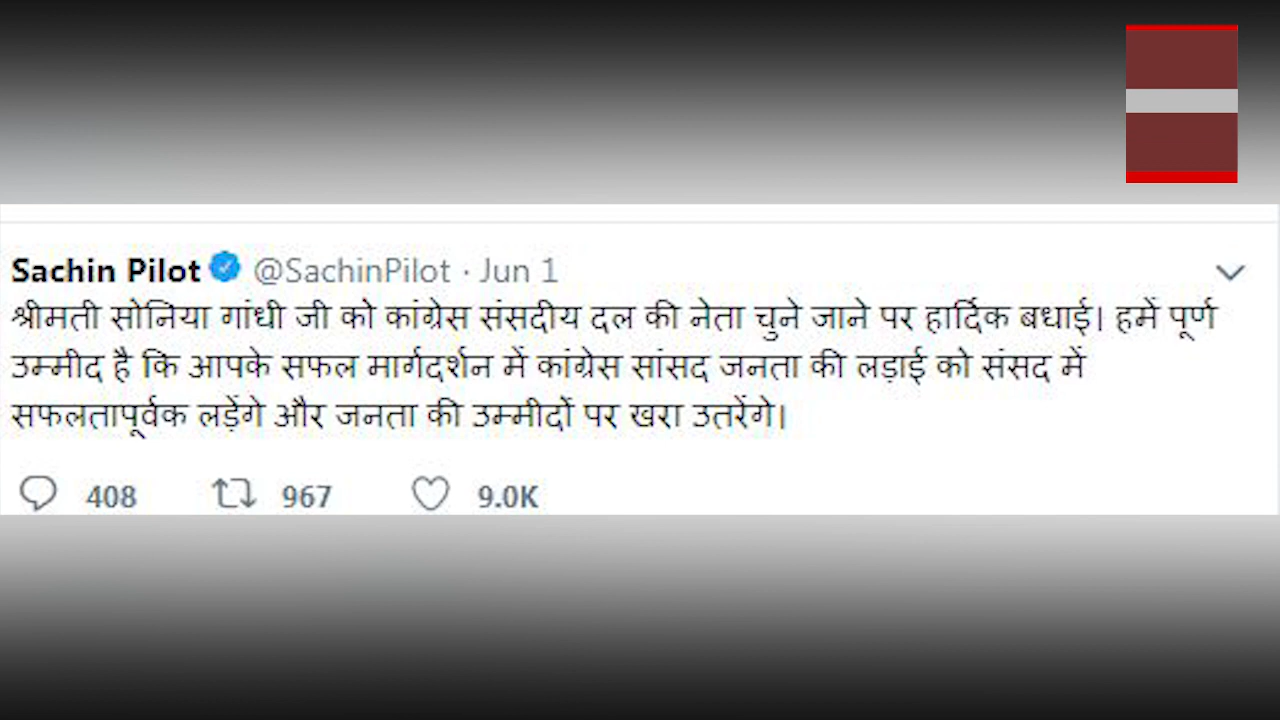 Sachin Pilot @SachinPilot · Jun 1
श्रीमती सोनिया गांधी जी को कांग्रेस संसदीय दल की नेता चुने जाने पर हार्दिक बधाई। हमें पूर्ण
उम्मीद है कि आपके सफल मार्गदर्शन में कांग्रेस सांसद जनता की लड़ाई को संसद में
सफलतापूर्वक लड़ेंगे और जनता की उम्मीदों पर खरा उतरेंगे।
408 967 9.0K